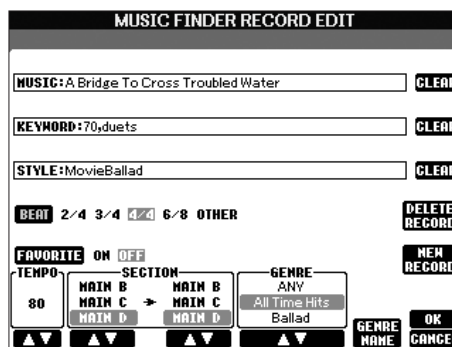 MUSIC FINDER RECORD EDIT
MUSIC:A Bridge To Cross Troubled Water
CLEAR
KEYWORD:70,duets
CLEAR
STYLE:MovieBallad
CLEAR
BEAT 2/4 3/4 4/4 6/8 OTHER
DELETE RECORD
FAVORITE ON OFF
NEW RECORD
TEMPO
80
SECTION
MAIN B MAIN B
MAIN C MAIN C
MAIN D MAIN D
GENRE
ANY
All Time Hits
Ballad
GENRE NAME
OK
CANCEL